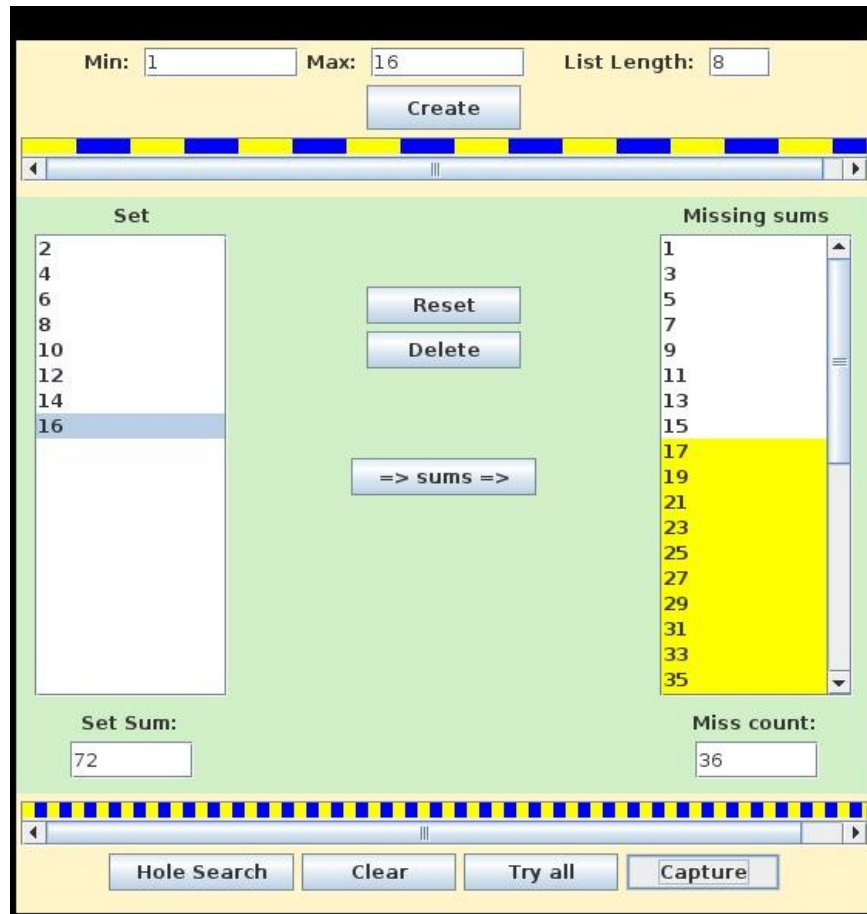 Min: 1 Max: 16 List Length: 8
Create
Set
2
4
6
8
10
12
14
16
Reset
Delete
=> sums =>
Missing sums
1
3
5
7
9
11
13
15
17
19
21
23
25
27
29
31
33
35
Set Sum:
72
Miss count:
36
Hole Search Clear Try all Capture